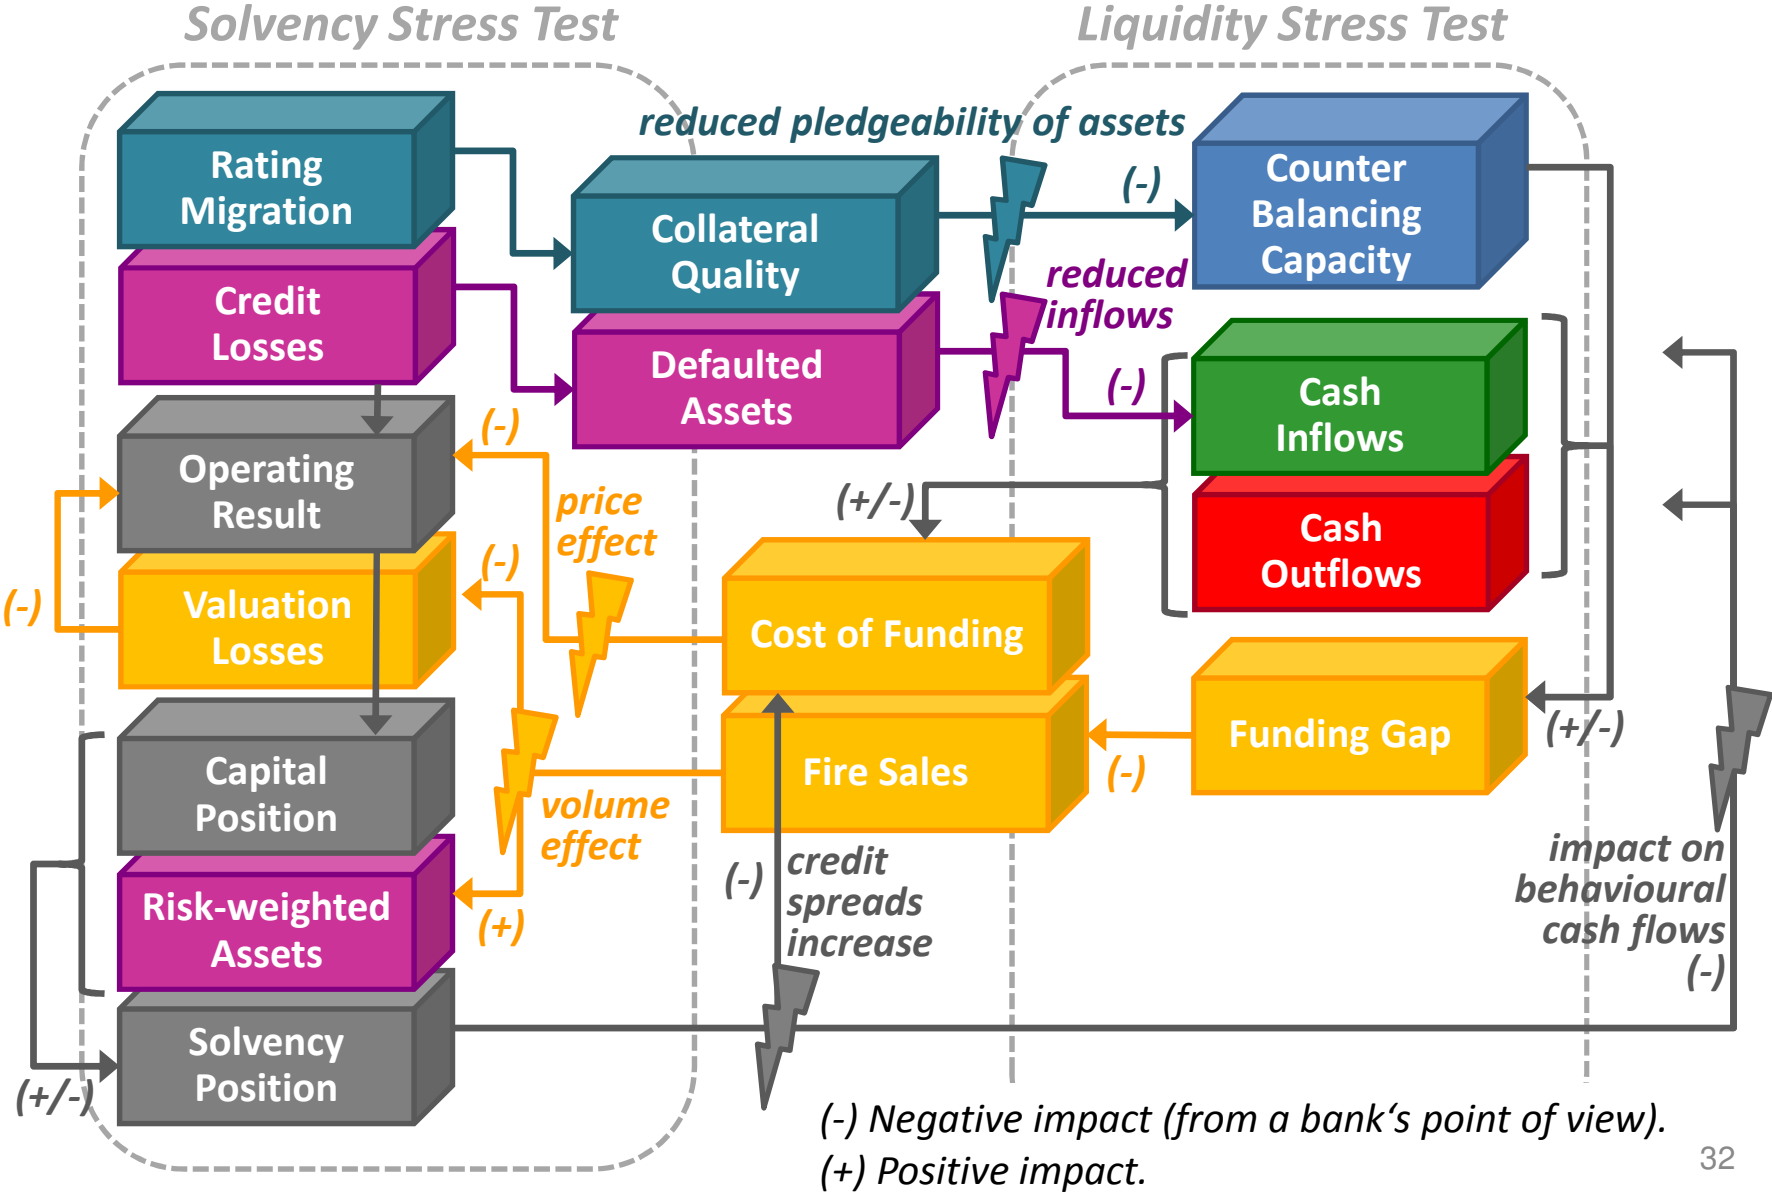 Solvency Stress Test
Liquidity Stress Test
reduced pledgeability of assets
Rating
Migration
Collateral
Quality
(-)
Counter
Balancing
Capacity
Credit
Losses
Defaulted
Assets
reduced
inflows
(-)
Cash
Inflows
Operating
Result
(-)
price
effect
(+/-)
Cash
Outflows
Valuation
Losses
(-)
(-)
Cost of Funding
Funding Gap
(+/-)
(-)
Fire Sales
Capital
Position
volume
effect
(-)
credit
spreads
increase
impact on
behavioural
cash flows
(-)
Risk-weighted
Assets
(+)
Solvency
Position
(+/-)
(-) Negative impact (from a bank‘s point of view).
(+) Positive impact.
32